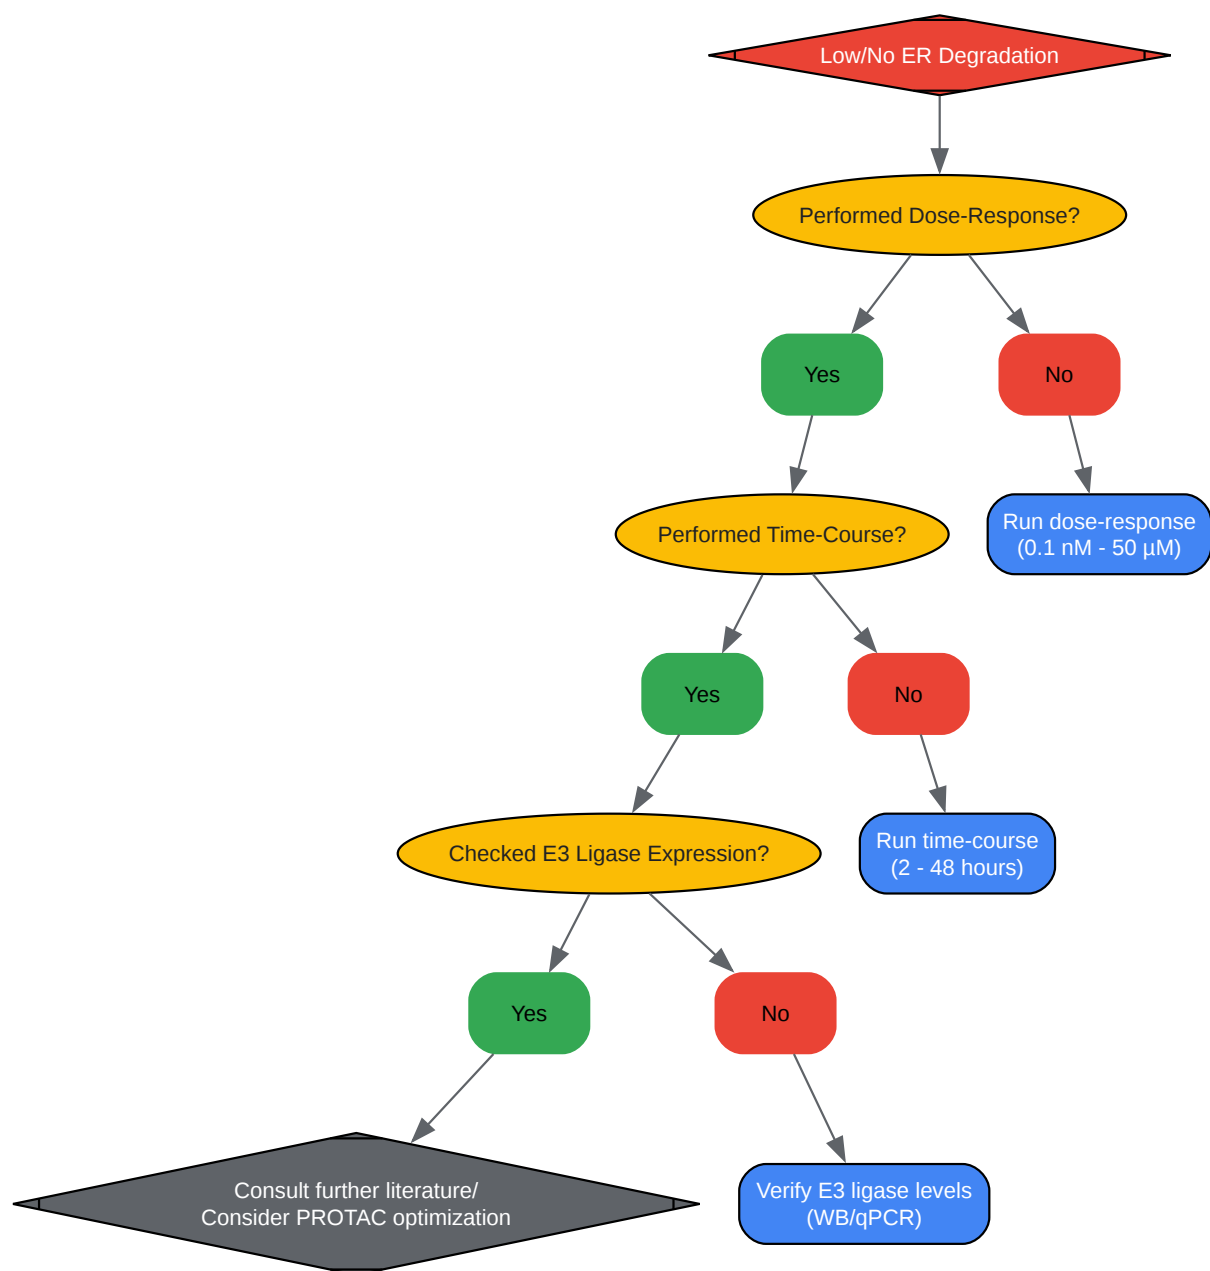 Low/No ER Degradation
Performed Dose-Response?
Yes
No
Performed Time-Course?
Run dose-response
(0.1 nM - 50 µM)
Yes
No
Checked E3 Ligase Expression?
Run time-course
(2 - 48 hours)
Yes
No
Consult further literature/
Consider PROTAC optimization
Verify E3 ligase levels
(WB/qPCR)